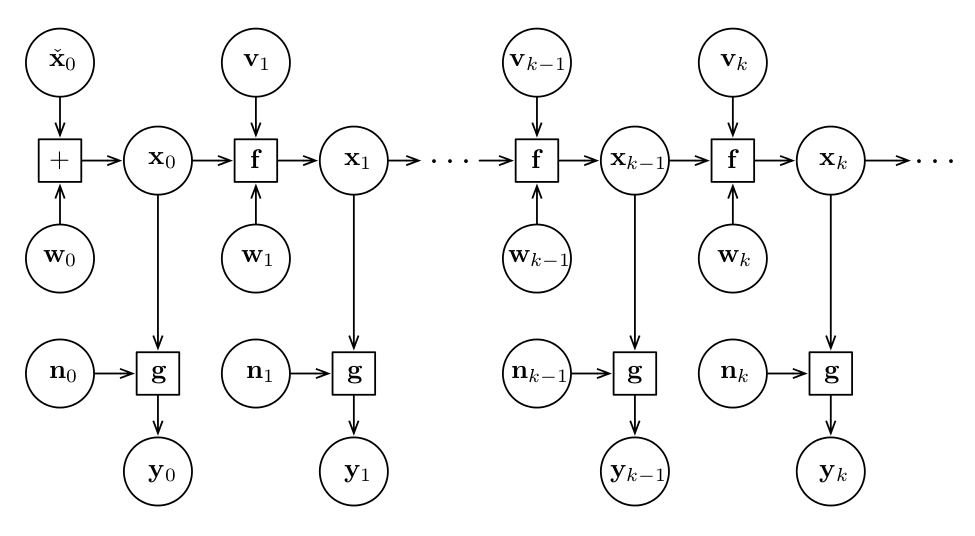 x̌₀ v₁ vₖ₋₁ vₖ
+ x₀ f x₁ ··· f xₖ₋₁ f xₖ ···
w₀ w₁ wₖ₋₁ wₖ
n₀ g n₁ g nₖ₋₁ g nₖ g
y₀ y₁ yₖ₋₁ yₖ